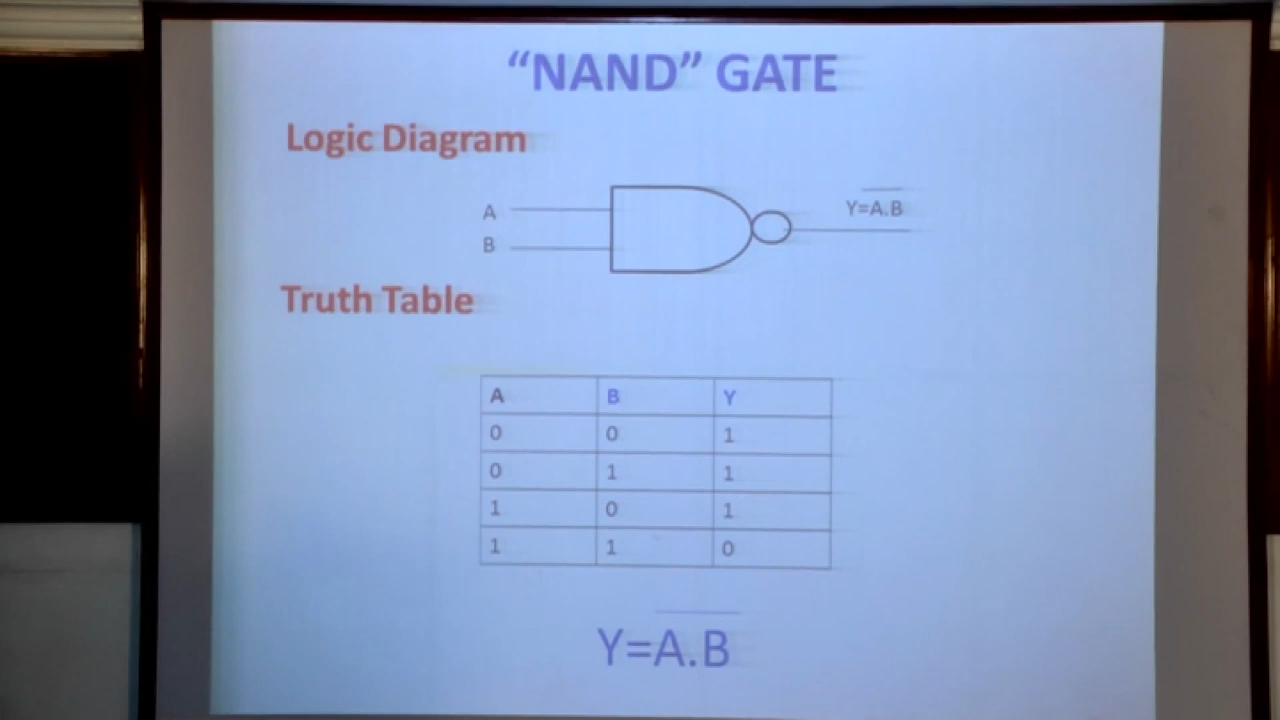 “NAND” GATE
Logic Diagram
A
B
Y=A̅.̅B̅
Truth Table
A B Y
0 0 1
0 1 1
1 0 1
1 1 0
Y=A̅.̅B̅